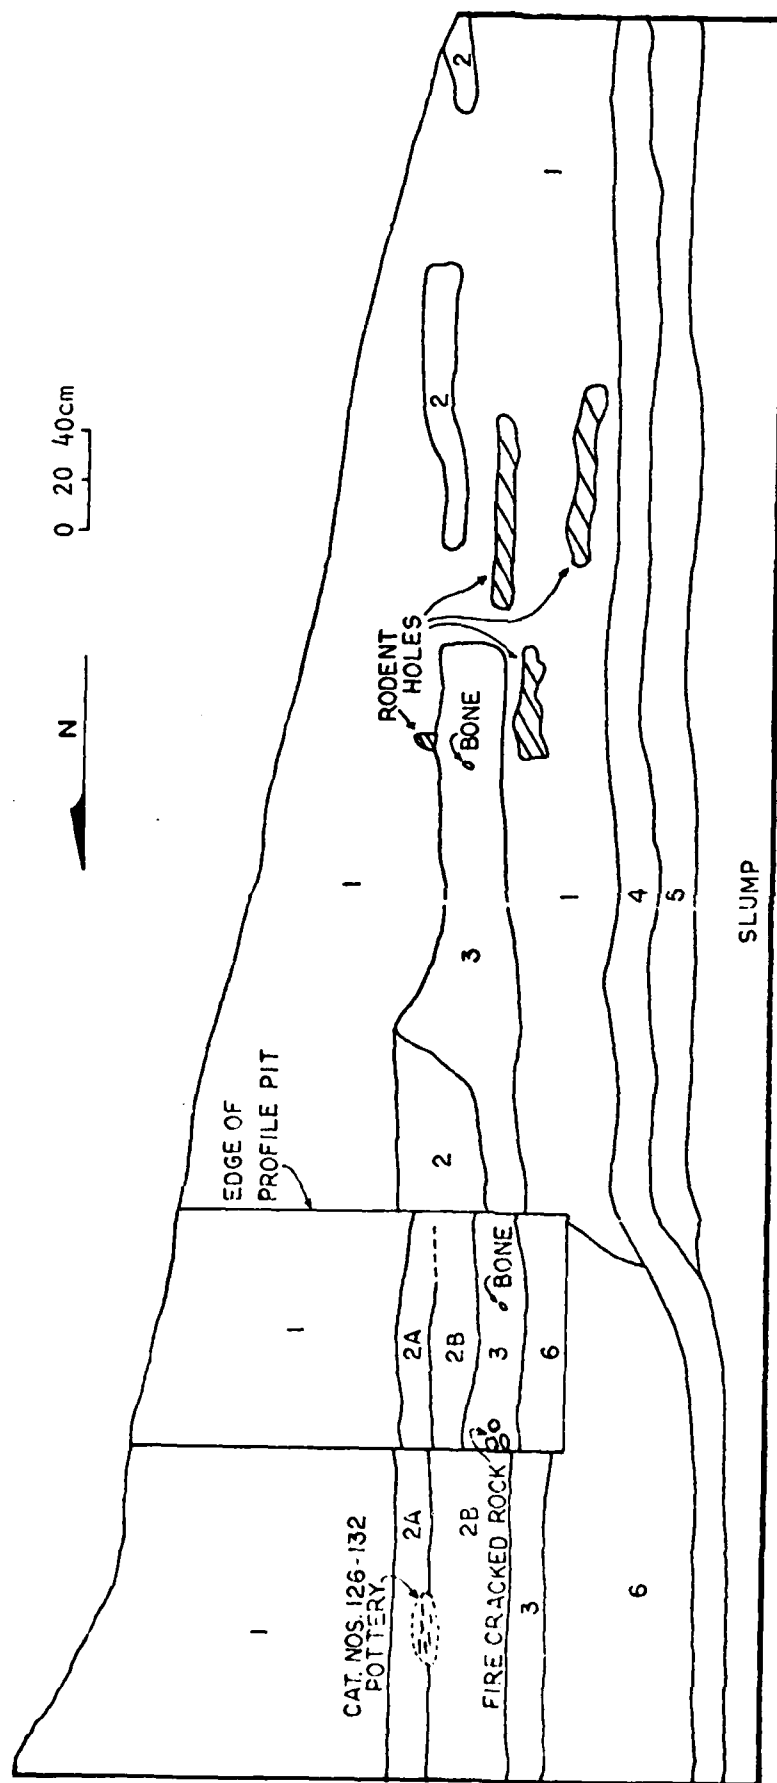 N
0 20 40cm
EDGE OF
PROFILE PIT
RODENT
HOLES
CAT. NOS. 126-132
POTTERY
FIRE CRACKED ROCK
BONE
BONE
1
1
1
1
1
2A
2A
2B
2B
2
2
2
3
3
3
4
5
6
6
SLUMP